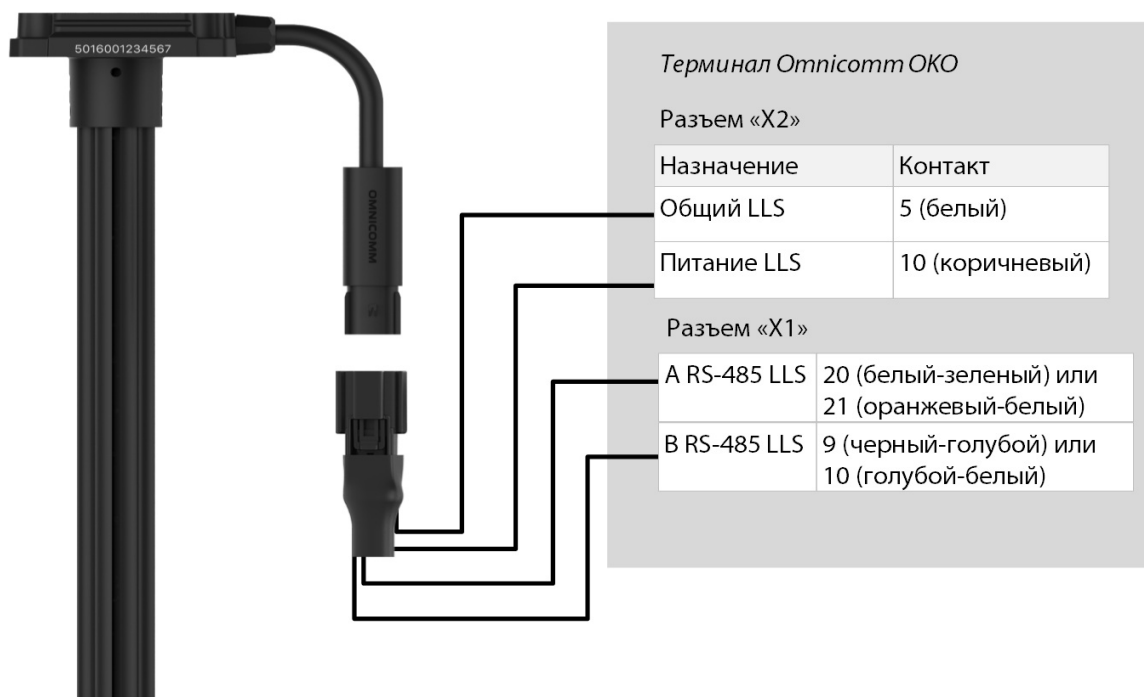 5016001234567
OMNICOMM
Терминал Omnicomm ОКО
Разъем «X2»
Назначение Контакт
Общий LLS 5 (белый)
Питание LLS 10 (коричневый)
Разъем «X1»
A RS-485 LLS 20 (белый-зеленый) или
21 (оранжевый-белый)
B RS-485 LLS 9 (черный-голубой) или
10 (голубой-белый)